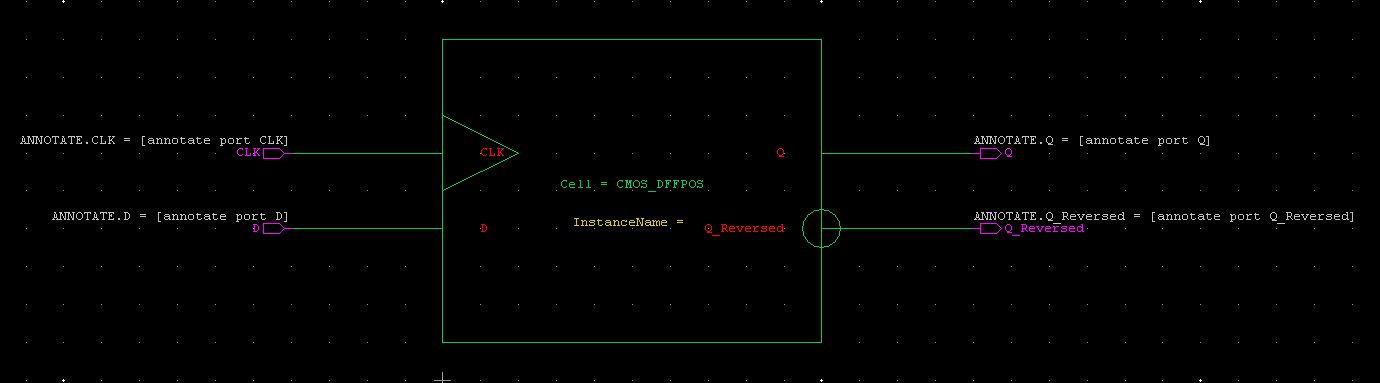 ANNOTATE.CLK = [annotate port CLK]
CLK
CLK
Q
ANNOTATE.Q = [annotate port Q]
Q
Cell = CMOS_DFFPOS
ANNOTATE.D = [annotate port D]
D
D
InstanceName =
Q_Reversed
ANNOTATE.Q_Reversed = [annotate port Q_Reversed]
Q_Reversed